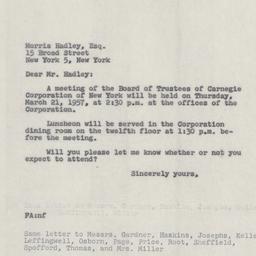 Morris Hadley, Esq.
15 Broad Street
New York 5, New York
Dear Mr. Hadley:
A meeting of the Board of Trustees of Carnegie
Corporation of New York will be held on Thursday,
March 21, 1957, at 2:30 p.m. at the offices of the
Corporation.
Luncheon will be served in the Corporation
dining room on the twelfth floor at 1:30 p.m. be-
fore the meeting.
Will you please let me know whether or not you
expect to attend?
Sincerely yours,
FA:nf
Same letter to Messrs. Gardner, Haskins, Josephs, Kelle
Leffingwell, Osborn, Page, Price, Root, Sheffield,
Spofford, Thomas, and Mrs. Miller